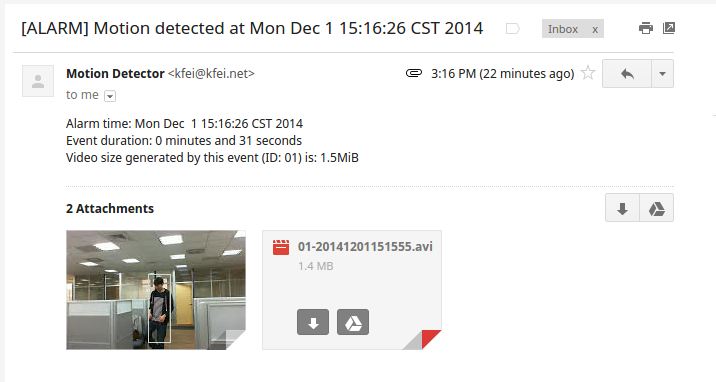 [ALARM] Motion detected at Mon Dec 1 15:16:26 CST 2014
Inbox x
Motion Detector <kfei@kfei.net>
3:16 PM (22 minutes ago)
to me
Alarm time: Mon Dec  1 15:16:26 CST 2014
Event duration: 0 minutes and 31 seconds
Video size generated by this event (ID: 01) is: 1.5MiB
2 Attachments
01-20141201151555.avi
1.4 MB